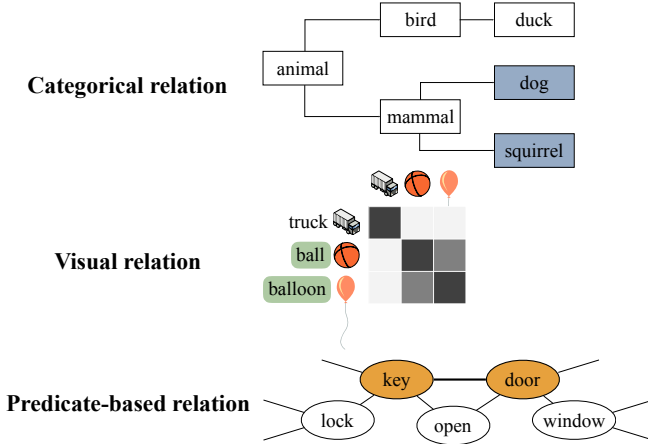 bird
duck
animal
Categorical relation
dog
mammal
squirrel
truck
ball
Visual relation
balloon
key
door
Predicate-based relation
lock
open
window